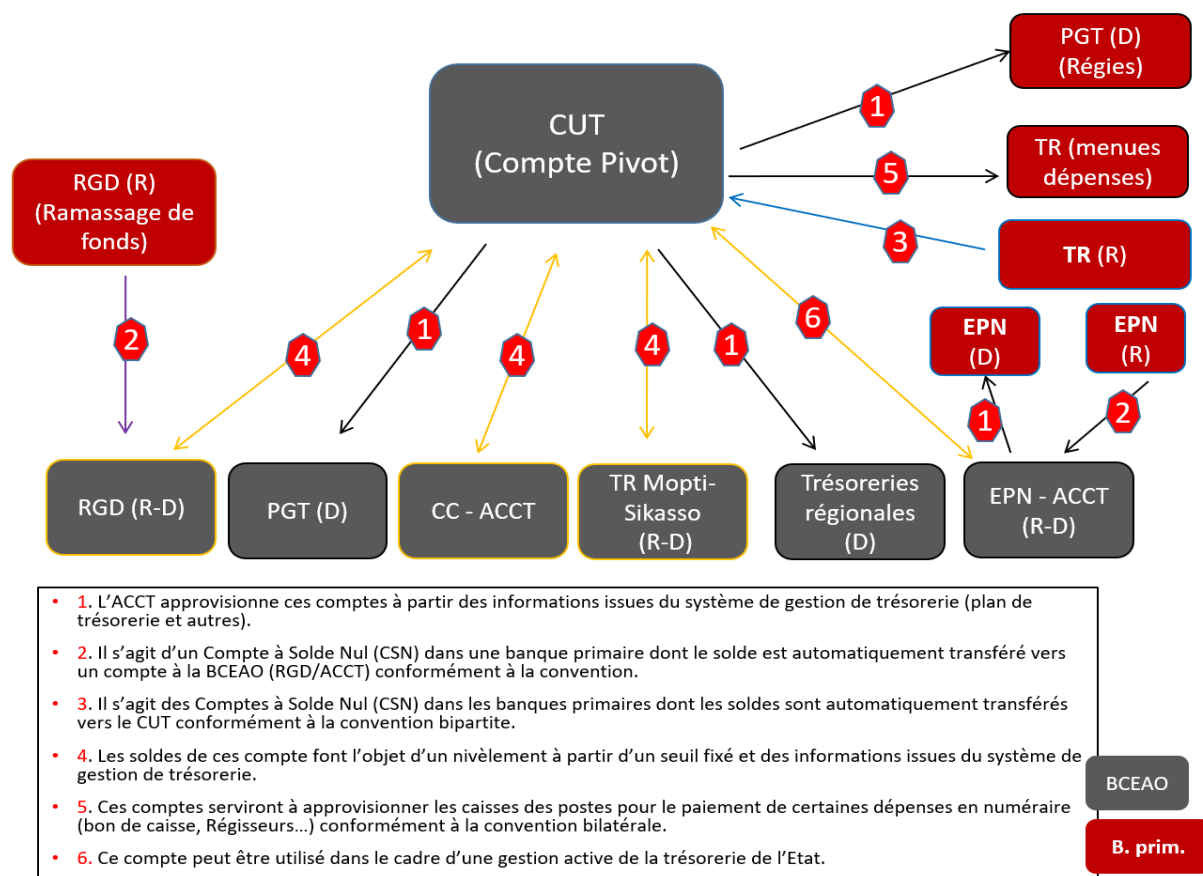 PGT (D)
(Régies)
CUT
(Compte Pivot)
1
TR (menues
dépenses)
5
RGD (R)
(Ramassage de
fonds)
3
TR (R)
6
EPN
(D)
EPN
(R)
2
4
1
4
4
1
1
2
RGD (R-D)
PGT (D)
CC - ACCT
TR Mopti-
Sikasso
(R-D)
Trésoreries
régionales
(D)
EPN - ACCT
(R-D)
• 1. L’ACCT approvisionne ces comptes à partir des informations issues du système de gestion de trésorerie (plan de
trésorerie et autres).
• 2. Il s’agit d’un Compte à Solde Nul (CSN) dans une banque primaire dont le solde est automatiquement transféré vers
un compte à la BCEAO (RGD/ACCT) conformément à la convention.
• 3. Il s’agit des Comptes à Solde Nul (CSN) dans les banques primaires dont les soldes sont automatiquement transférés
vers le CUT conformément à la convention bipartite.
• 4. Les soldes de ces compte font l’objet d’un nivèlement à partir d’un seuil fixé et des informations issues du système de
gestion de trésorerie.
• 5. Ces comptes serviront à approvisionner les caisses des postes pour le paiement de certaines dépenses en numéraire
(bon de caisse, Régisseurs...) conformément à la convention bilatérale.
• 6. Ce compte peut être utilisé dans le cadre d’une gestion active de la trésorerie de l’Etat.
BCEAO
B. prim.